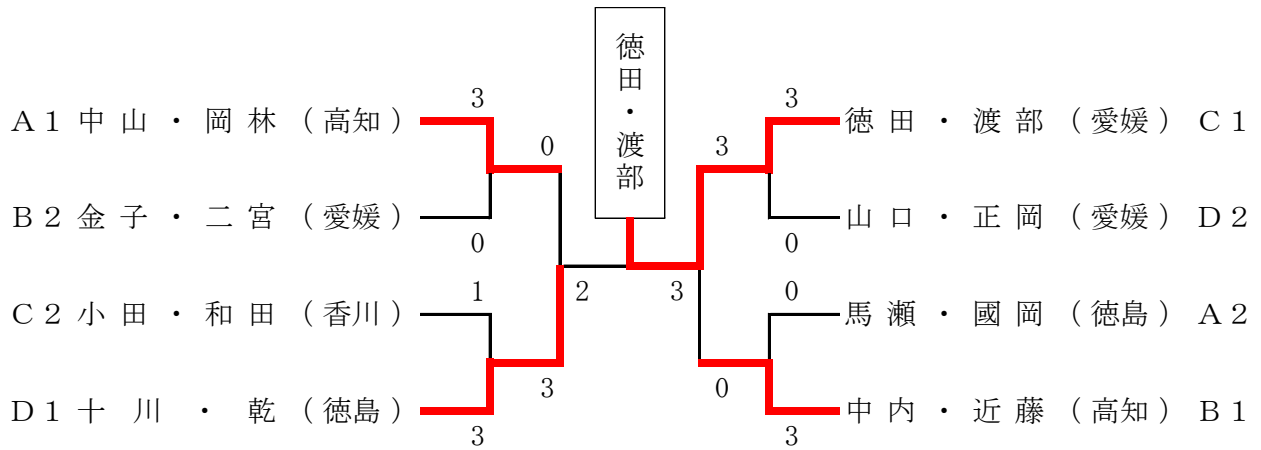 徳田・渡部
3
3
A1 中山・岡林(高知)
徳田・渡部(愛媛) C1
0
3
B2 金子・二宮(愛媛)
山口・正岡(愛媛) D2
0
0
1
2
3
0
C2 小田・和田(香川)
馬瀬・國岡(徳島) A2
3
0
D1 十川・乾(徳島)
中内・近藤(高知) B1
3
3